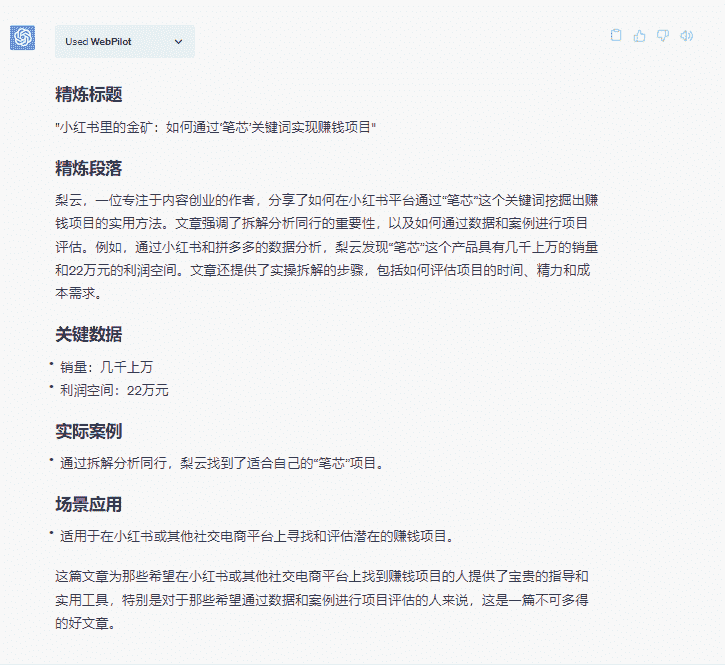 Used WebPilot
精炼标题
"小红书里的金矿：如何通过'笔芯'关键词实现赚钱项目"
精炼段落
梨云，一位专注于内容创业的作者，分享了如何在小红书平台通过"笔芯"这个关键词挖掘出赚
钱项目的实用方法。文章强调了拆解分析同行的重要性，以及如何通过数据和案例进行项目
评估。例如，通过小红书和拼多多的数据分析，梨云发现"笔芯"这个产品具有几千上万的销量
和22万元的利润空间。文章还提供了实操拆解的步骤，包括如何评估项目的时间、精力和成
本需求。
关键数据
• 销量：几千上万
• 利润空间：22万元
实际案例
• 通过拆解分析同行，梨云找到了适合自己的"笔芯"项目。
场景应用
• 适用于在小红书或其他社交电商平台上寻找和评估潜在的赚钱项目。
这篇文章为那些希望在小红书或其他社交电商平台上找到赚钱项目的人提供了宝贵的指导和
实用工具，特别是对于那些希望通过数据和案例进行项目评估的人来说，这是一篇不可多得
的好文章。